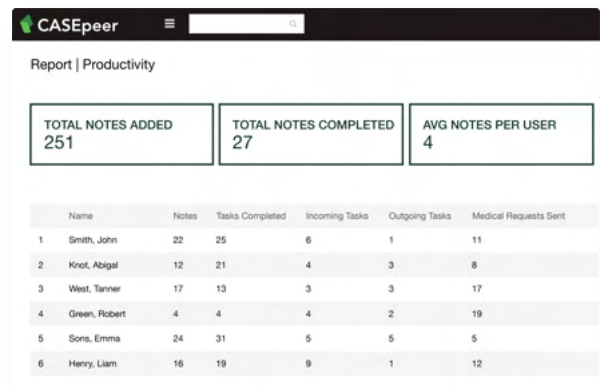 CASEpeer
Report | Productivity
TOTAL NOTES ADDED
251
TOTAL NOTES COMPLETED
27
AVG NOTES PER USER
4
Name Notes Tasks Completed Incoming Tasks Outgoing Tasks Medical Requests Sent
1 Smith, John 22 25 6 1 11
2 Knot, Abigal 12 21 4 3 8
3 West, Tanner 17 13 3 3 17
4 Green, Robert 4 4 4 2 19
5 Sons, Emma 24 31 5 5 5
6 Henry, Liam 16 19 9 1 12